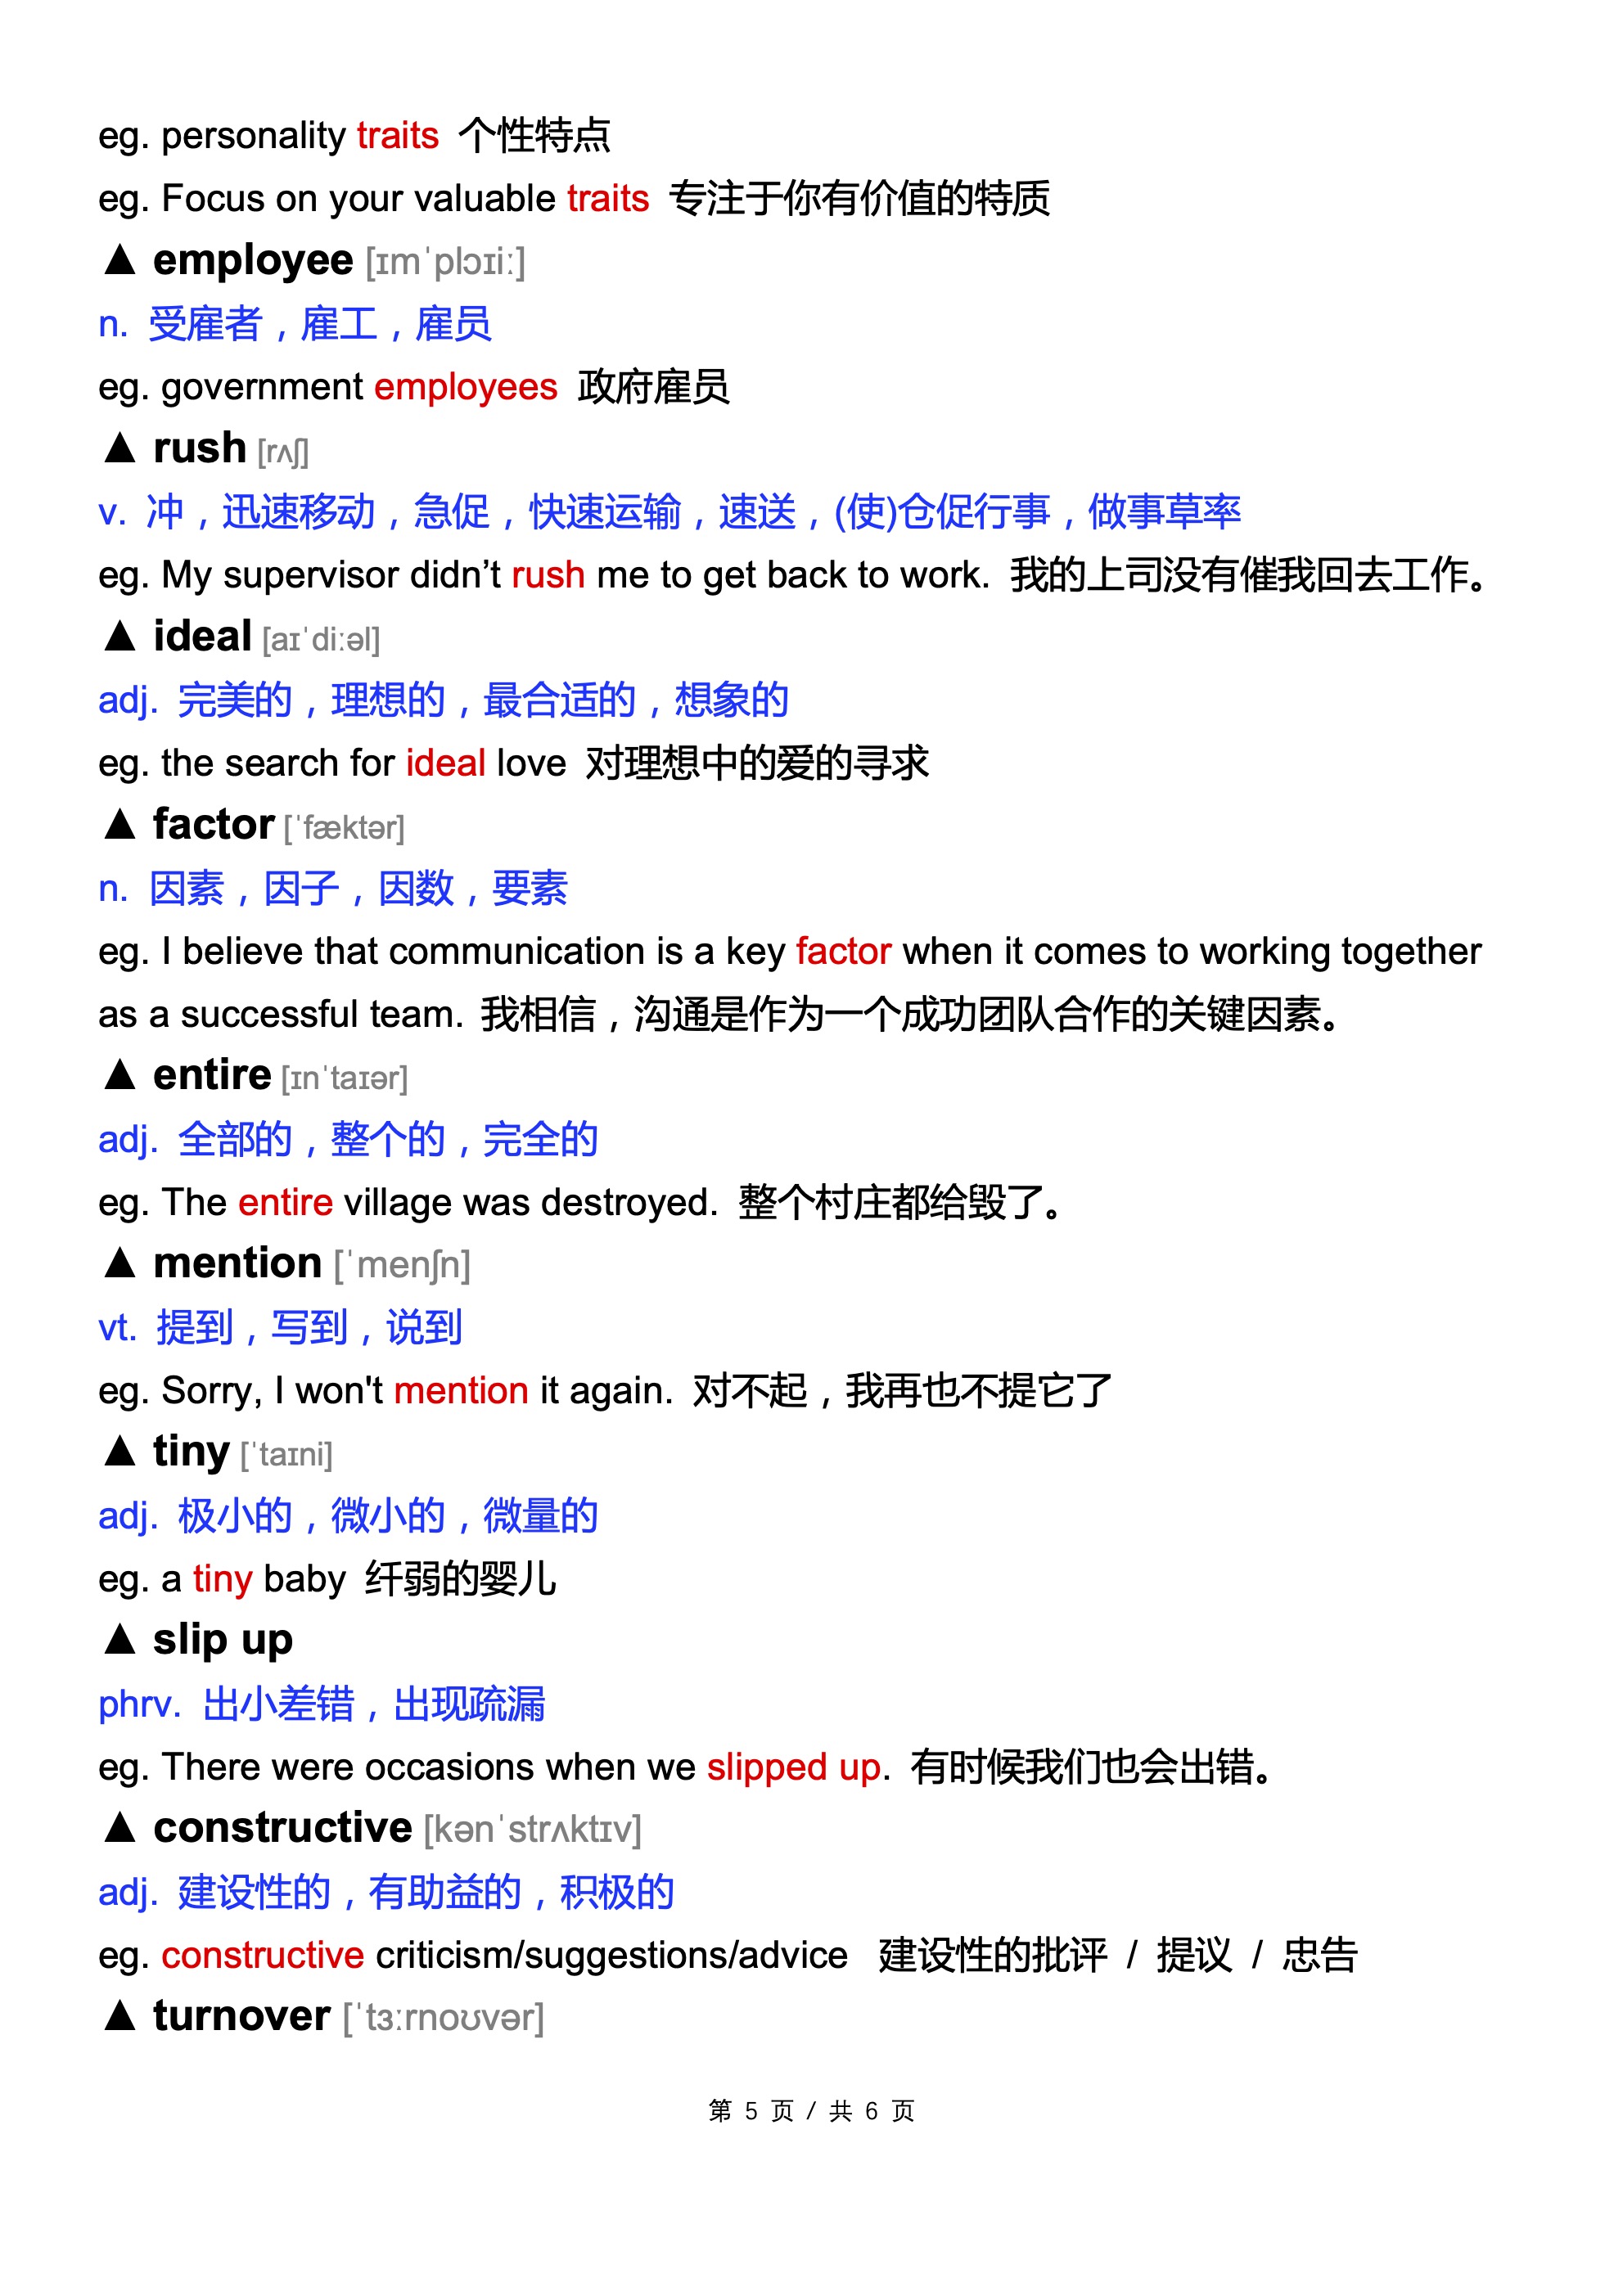 eg. personality traits 个性特点
eg. Focus on your valuable traits 专注于你有价值的特质
▲ employee [ɪmˈplɔɪiː]
n. 受雇者，雇工，雇员
eg. government employees 政府雇员
▲ rush [rʌʃ]
v. 冲，迅速移动，急促，快速运输，速送，(使)仓促行事，做事草率
eg. My supervisor didn’t rush me to get back to work. 我的上司没有催我回去工作。
▲ ideal [aɪˈdiːəl]
adj. 完美的，理想的，最合适的，想象的
eg. the search for ideal love 对理想中的爱的寻求
▲ factor [ˈfæktər]
n. 因素，因子，因数，要素
eg. I believe that communication is a key factor when it comes to working together
as a successful team. 我相信，沟通是作为一个成功团队合作的关键因素。
▲ entire [ɪnˈtaɪər]
adj. 全部的，整个的，完全的
eg. The entire village was destroyed. 整个村庄都给毁了。
▲ mention [ˈmenʃn]
vt. 提到，写到，说到
eg. Sorry, I won't mention it again. 对不起，我再也不提它了
▲ tiny [ˈtaɪni]
adj. 极小的，微小的，微量的
eg. a tiny baby 纤弱的婴儿
▲ slip up
phrv. 出小差错，出现疏漏
eg. There were occasions when we slipped up. 有时候我们也会出错。
▲ constructive [kənˈstrʌktɪv]
adj. 建设性的，有助益的，积极的
eg. constructive criticism/suggestions/advice 建设性的批评 / 提议 / 忠告
▲ turnover [ˈtɜːrnoʊvər]
第 5 页 / 共 6 页